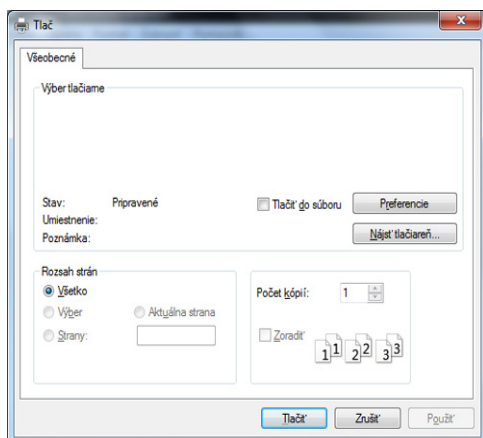 Tlač
Všeobecné
Výber tlačiarne
Stav: Pripravené
Umiestnenie:
Poznámka:
Tlačiť do súboru
Preferencie
Nájsť tlačiareň...
Rozsah strán
Všetko
Výber Aktuálna strana
Strany:
Počet kópií: 1
Zoradiť
1 1 2 2 3 3
Tlačiť Zrušiť Použiť